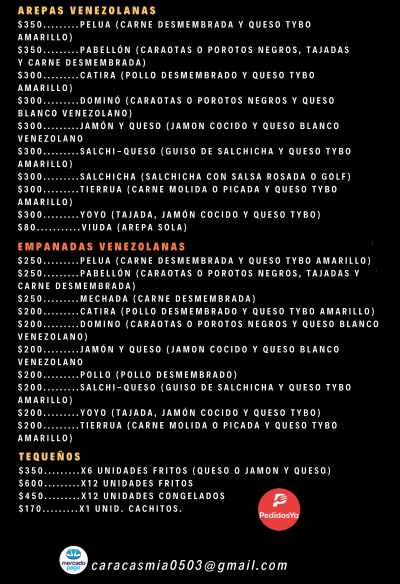 AREPAS VENEZOLANAS
$350.........PELUA (CARNE DESMEMBRADA Y QUESO TYBO
AMARILLO)
$350.........PABELLÓN (CARAOTAS O POROTOS NEGROS, TAJADAS
Y CARNE DESMEMBRADA)
$300.........CATIRA (POLLO DESMEMBRADO Y QUESO TYBO
AMARILLO)
$300.........DOMINÓ (CARAOTAS O POROTOS NEGROS Y QUESO
BLANCO VENEZOLANO)
$300.........JAMÓN Y QUESO (JAMON COCIDO Y QUESO BLANCO
VENEZOLANO
$300.........SALCHI-QUESO (GUISO DE SALCHICHA Y QUESO TYBO
AMARILLO)
$300.........SALCHICHA (SALCHICHA CON SALSA ROSADA O GOLF)
$300.........TIERRUA (CARNE MOLIDA O PICADA Y QUESO TYBO
AMARILLO)
$300.........YOYO (TAJADA, JAMÓN COCIDO Y QUESO TYBO)
$80..........VIUDA (AREPA SOLA)
EMPANADAS VENEZOLANAS
$250.........PELUA (CARNE DESMEMBRADA Y QUESO TYBO AMARILLO)
$250.........PABELLÓN (CARAOTAS O POROTOS NEGROS, TAJADAS Y
CARNE DESMEMBRADA)
$250.........MECHADA (CARNE DESMEMBRADA)
$200.........CATIRA (POLLO DESMEMBRADO Y QUESO TYBO AMARILLO)
$200.........DOMINO (CARAOTAS O POROTOS NEGROS Y QUESO BLANCO
VENEZOLANO)
$200.........JAMÓN Y QUESO (JAMON COCIDO Y QUESO BLANCO
VENEZOLANO
$200.........POLLO (POLLO DESMEMBRADO)
$200.........SALCHI-QUESO (GUISO DE SALCHICHA Y QUESO TYBO
AMARILLO)
$200.........YOYO (TAJADA, JAMÓN COCIDO Y QUESO TYBO)
$200.........TIERRUA (CARNE MOLIDA O PICADA Y QUESO TYBO
AMARILLO)
TEQUEÑOS
$350.........X6 UNIDADES FRITOS (QUESO O JAMON Y QUESO)
$600.........X12 UNIDADES FRITOS
$450.........X12 UNIDADES CONGELADOS
$170.........X1 UNID. CACHITOS.
PedidosYa
mercado
pago
caracasmia0503@gmail.com